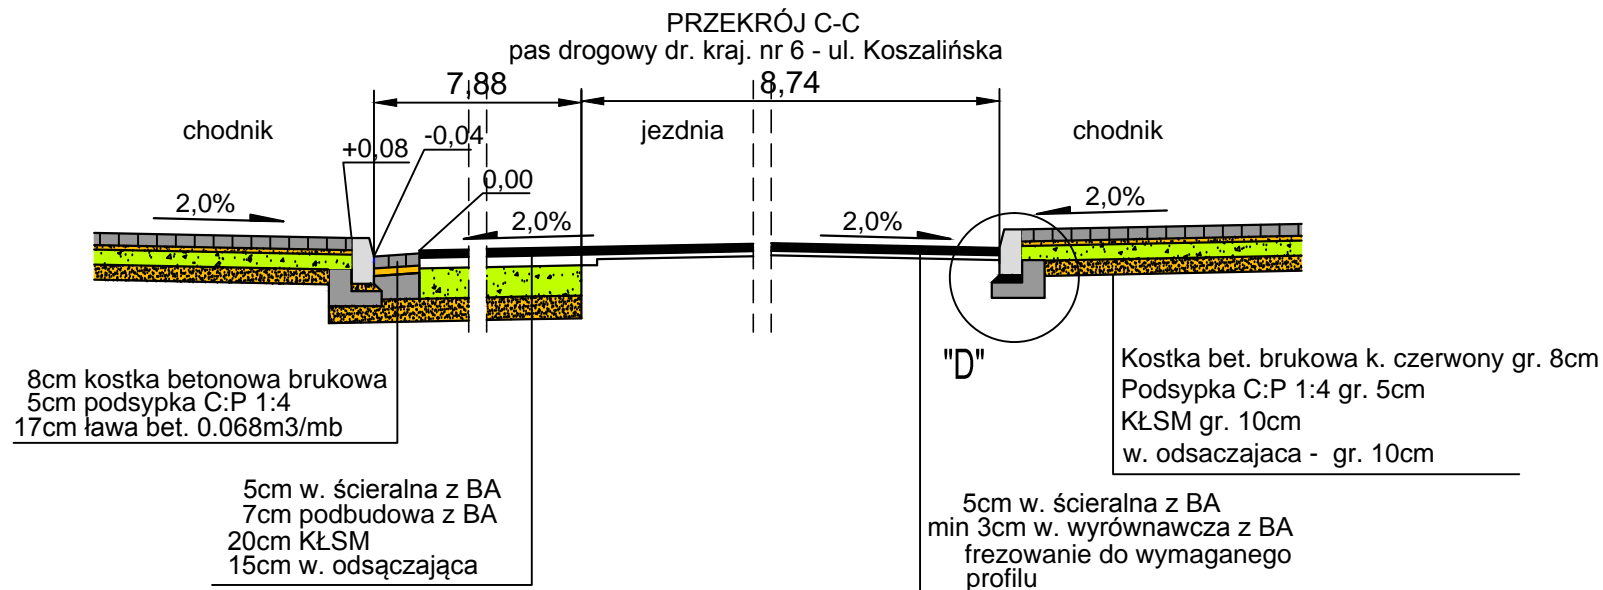 PRZEKRÓJ C-C
pas drogowy dr. kraj. nr 6 - ul. Koszalińska
7,88
8,74
chodnik
jezdnia
chodnik
+0,08
-0,04
0,00
2,0%
2,0%
2,0%
2,0%
"D"
8cm kostka betonowa brukowa
5cm podsypka C:P 1:4
17cm ława bet. 0.068m3/mb
5cm w. ścieralna z BA
7cm podbudowa z BA
20cm KŁSM
15cm w. odsączająca
5cm w. ścieralna z BA
min 3cm w. wyrównawcza z BA
frezowanie do wymaganego
profilu
Kostka bet. brukowa k. czerwony gr. 8cm
Podsypka C:P 1:4 gr. 5cm
KŁSM gr. 10cm
w. odsaczajaca - gr. 10cm